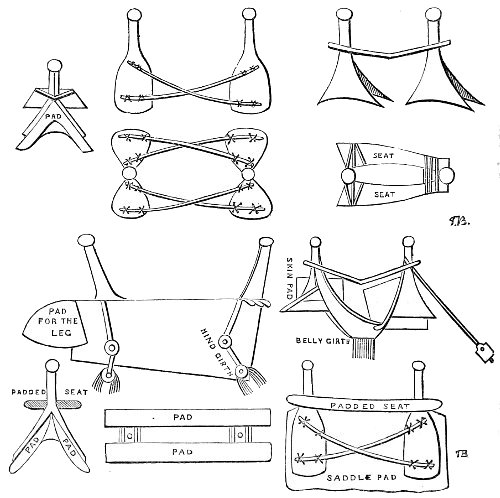 PAD
SEAT
SEAT
T.B.
PAD
FOR THE
LEG
HIND GIRTH
SKIN PAD
BELLY GIRTH
PADDED SEAT
PAD
PAD
PAD
PAD
PADDED SEAT
SADDLE PAD
TB